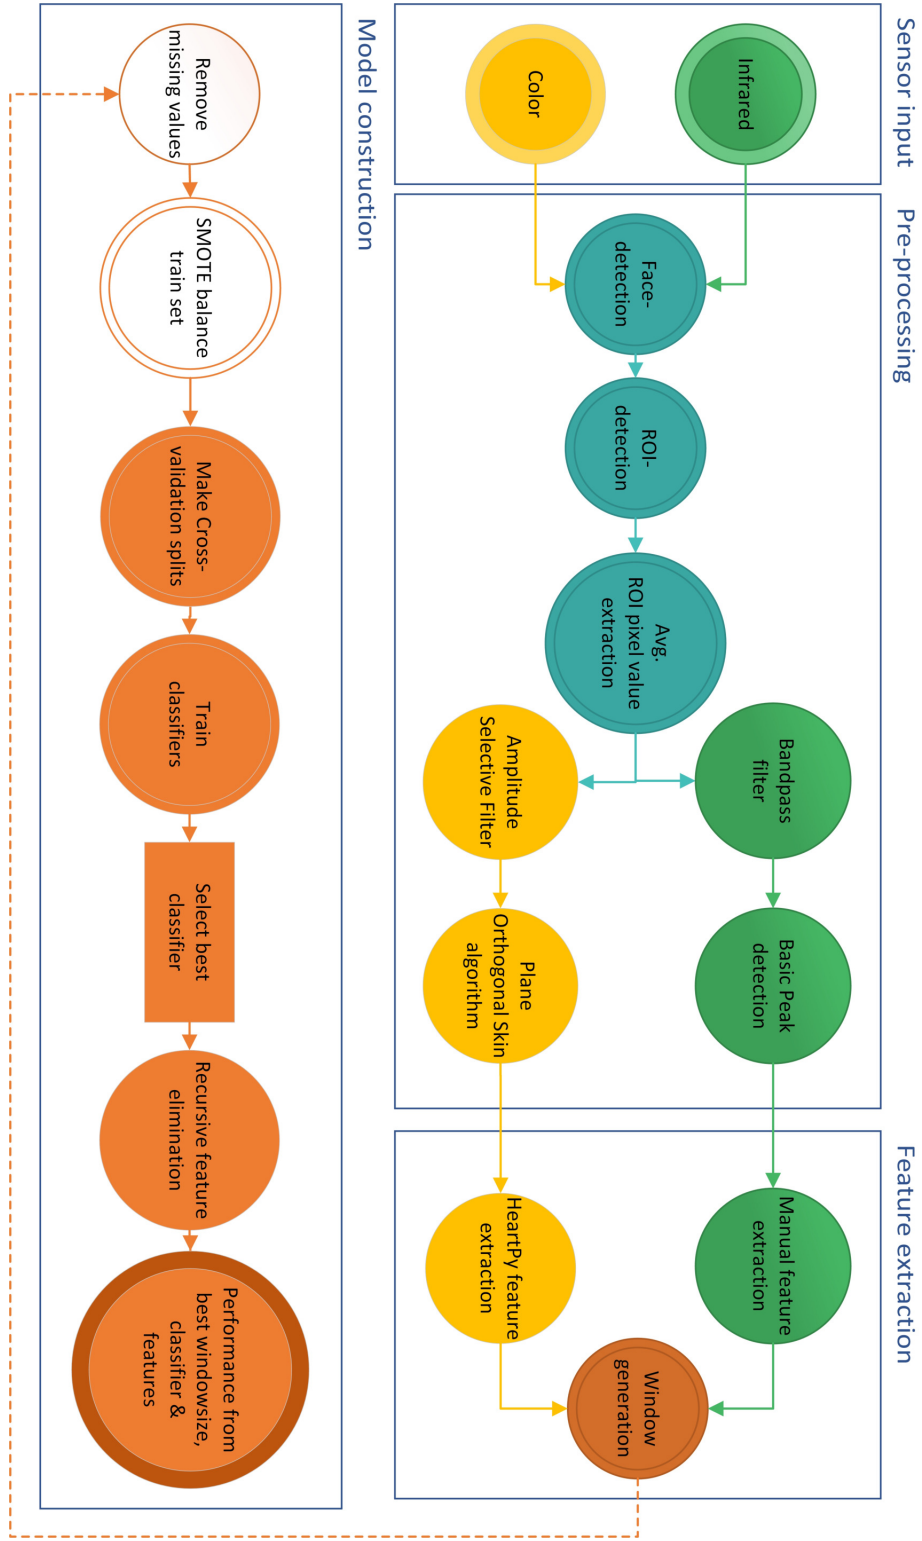 Sensor input
Infrared
Color
Pre-processing
Face-
detection
ROI-
detection
Avg.
ROI pixel value
extraction
Bandpass
filter
Basic Peak
detection
Amplitude
Selective Filter
Plane
Orthogonal Skin
algorithm
Feature extraction
Manual feature
extraction
HeartPy feature
extraction
Window
generation
Model construction
Remove
missing values
SMOTE balance
train set
Make Cross-
validation splits
Train
classifiers
Select best
classifier
Recursive feature
elimination
Performance from
best windowsize,
classifier &
features